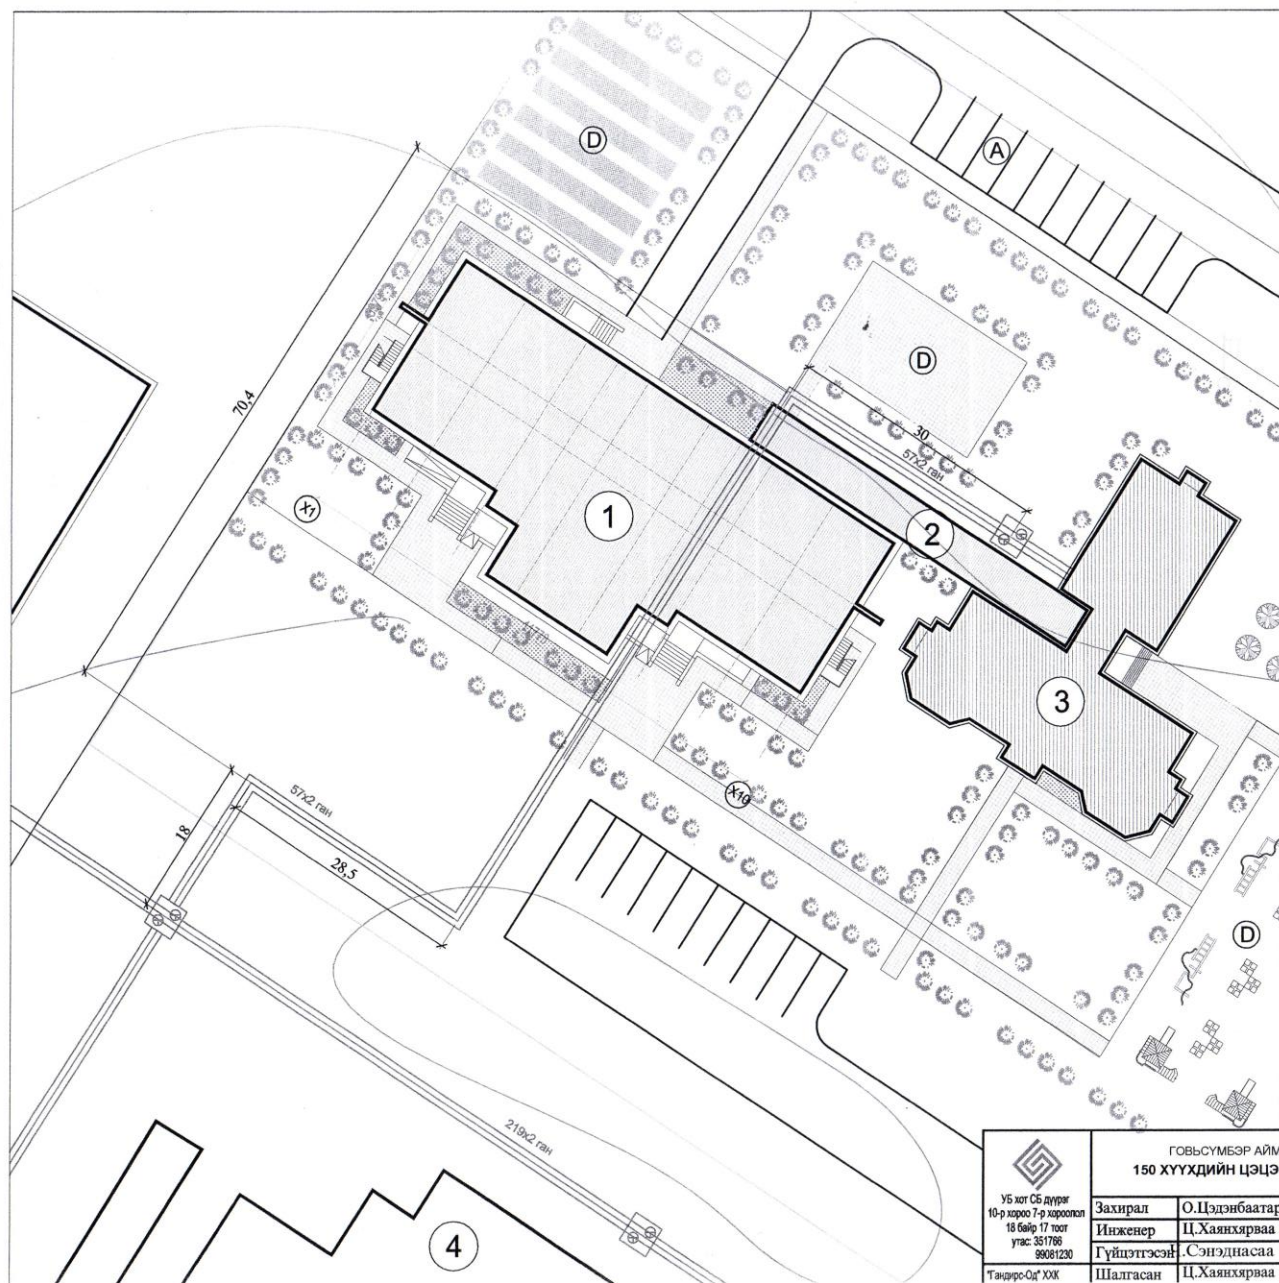 D
A
70,4
D
30
57x2 ган
X1
1
2
3
X10
57x2 ган
18
28,5
D
219x2 ган
4
ГОВЬСҮМБЭР АЙМ
150 ХҮҮХДИЙН ЦЭЦЭ
УБ хот СБ дүүрэг
10-р хороо 7-р хороолол
18 байр 17 тоот
утас: 351766
99081230
"Гандирс-Од" ХХК
Захирал О.Цэдэнбаатар
Инженер Ц.Хаянхярваа
Гүйцэтгэсэн .Сэнэднасаа
Шалгасан Ц.Хаянхярваа